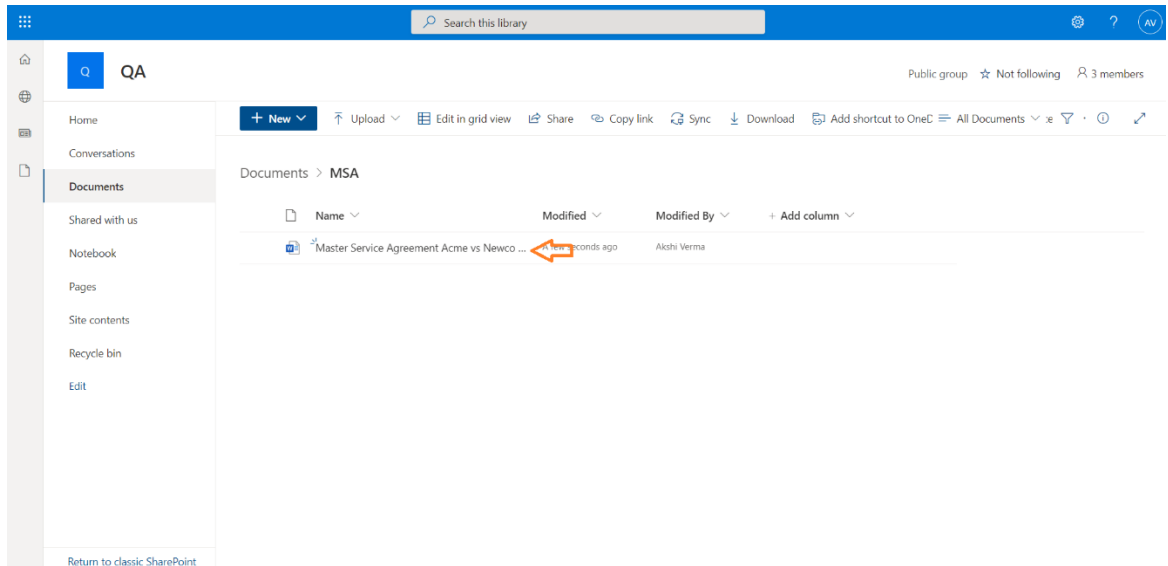 Search this library
?
AV
Q
QA
Public group ☆ Not following 3 members
Home
Conversations
Documents
Shared with us
Notebook
Pages
Site contents
Recycle bin
Edit
Return to classic SharePoint
+ New Upload Edit in grid view Share Copy link Sync Download Add shortcut to OneD All Documents
Documents > MSA
Name Modified Modified By + Add column
Master Service Agreement Acme vs Newco ... A few seconds ago Akshi Verma